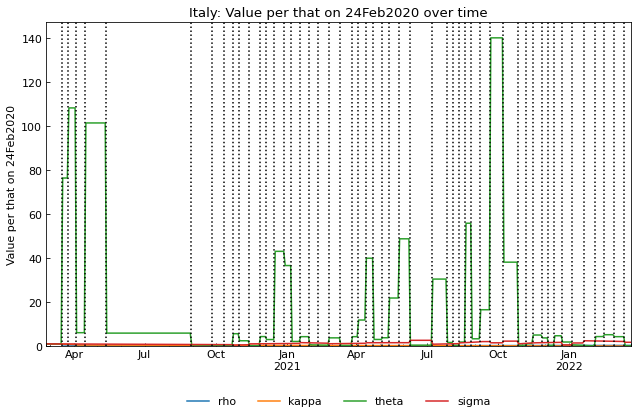 Italy: Value per that on 24Feb2020 over time
Value per that on 24Feb2020
140
120
100
80
60
40
20
0
Apr Jul Oct Jan Apr Jul Oct Jan
2021 2022
rho kappa theta sigma